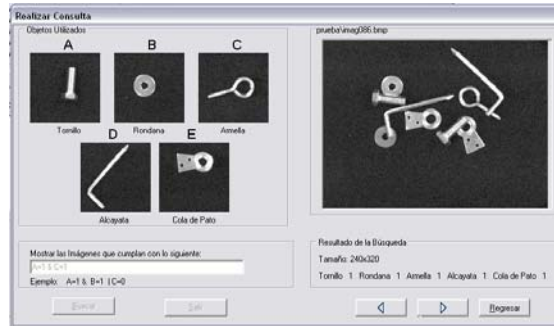 Realizar Consulta
Objetos Utilizados
A B C
Tornillo Rondana Armella
D E
Alcayata Cola de Pato
Mostrar las Imágenes que cumplan con lo siguiente:
A=1 & C=1
Ejemplo: A=1 & B=1 | C=0
Buscar Salir
prueba\imag086.bmp
Resultado de la Búsqueda
Tamaño: 240x320
Tornillo 1 Rondana 1 Armella 1 Alcayata 1 Cola de Pato 1
Regresar